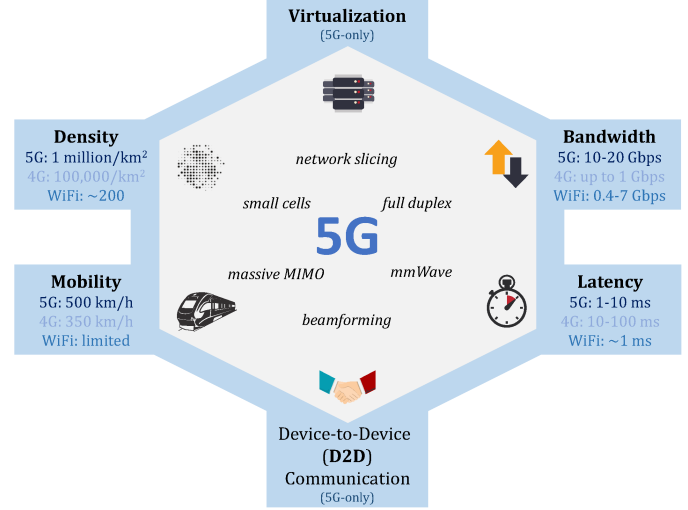 Virtualization
(5G-only)
Density
5G: 1 million/km²
4G: 100,000/km²
WiFi: ~200
Bandwidth
5G: 10-20 Gbps
4G: up to 1 Gbps
WiFi: 0.4-7 Gbps
network slicing
small cells
full duplex
5G
massive MIMO
mmWave
beamforming
Mobility
5G: 500 km/h
4G: 350 km/h
WiFi: limited
Latency
5G: 1-10 ms
4G: 10-100 ms
WiFi: ~1 ms
Device-to-Device
(D2D)
Communication
(5G-only)